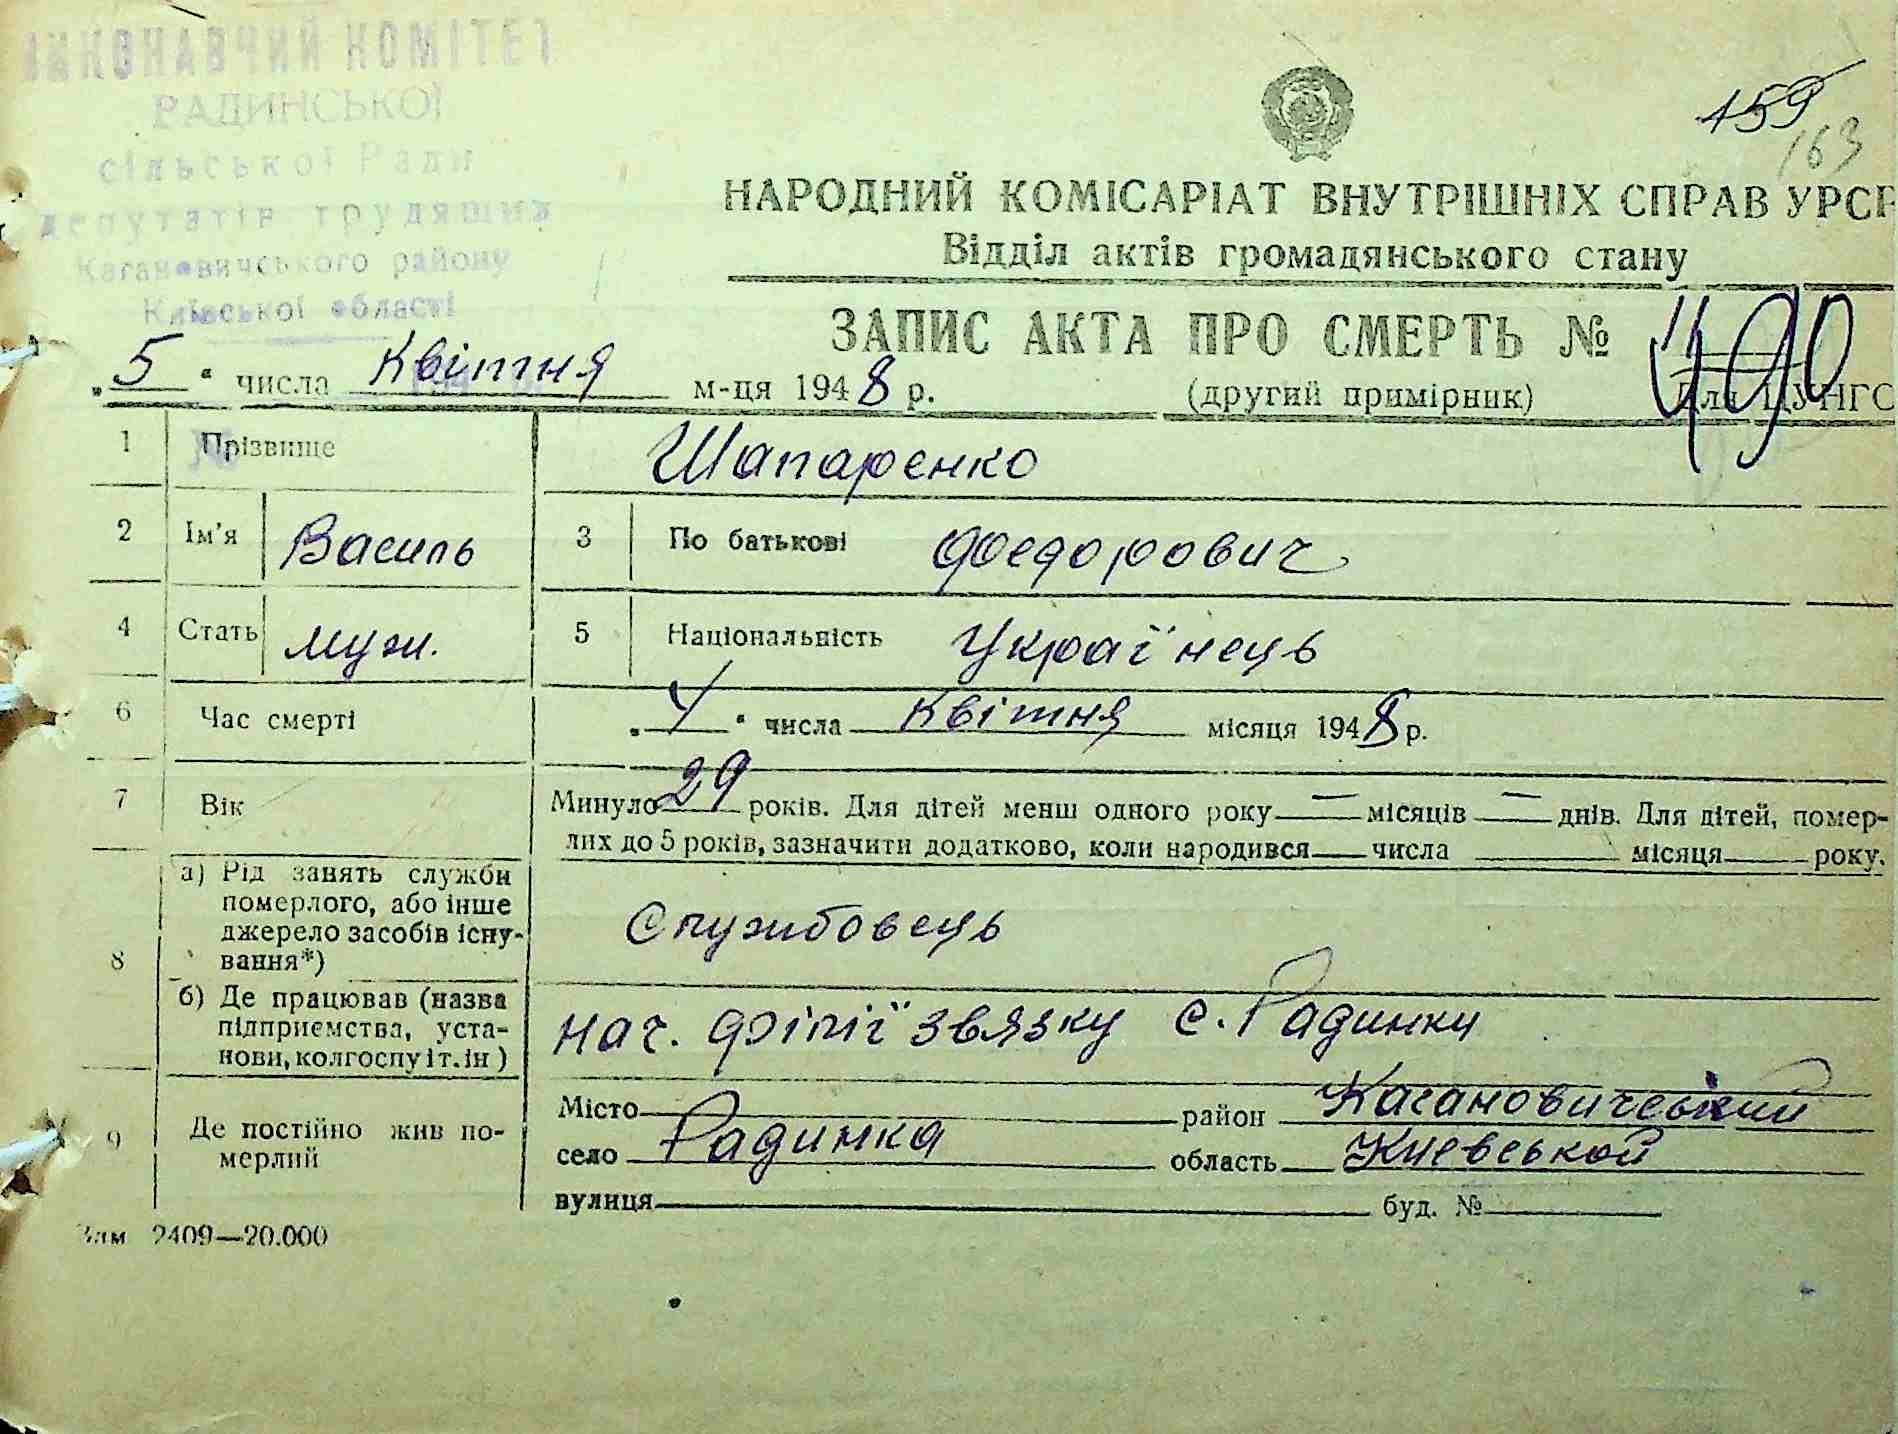 ВИКОНАВЧИЙ КОМІТЕТ
РАДИНСЬКОЇ
сільської Ради
депутатів трудящих
Кагановичського району
Київської області
159
163
НАРОДНИЙ КОМІСАРІАТ ВНУТРІШНІХ СПРАВ УРСР
Відділ актів громадянського стану
ЗАПИС АКТА ПРО СМЕРТЬ №
„5“ числа Квітня м-ця 1948 р.
(другий примірник)
Для ЦУНГО
1 Прізвище Шапаренко
2 Ім'я Василь 3 По батькові Федорович
4 Стать муж. 5 Національність Українець
6 Час смерті „4“ числа квітня місяця 1948 р.
7 Вік Минуло 29 років. Для дітей менш одного року — місяців — днів. Для дітей, помер-
лих до 5 років, зазначити додатково, коли народився числа місяця року.
8 а) Рід занять служби
померлого, або інше
джерело засобів існу-
вання*)
Службовець
б) Де працював (назва
підприємства, уста-
нови, колгоспу і т. ін)
нач. філії звязку с. Радинки
9 Де постійно жив по-
мерлий
Місто район Кагановичський
село Радинка область Киевськой
вулиця буд. №
Зам 2409—20.000